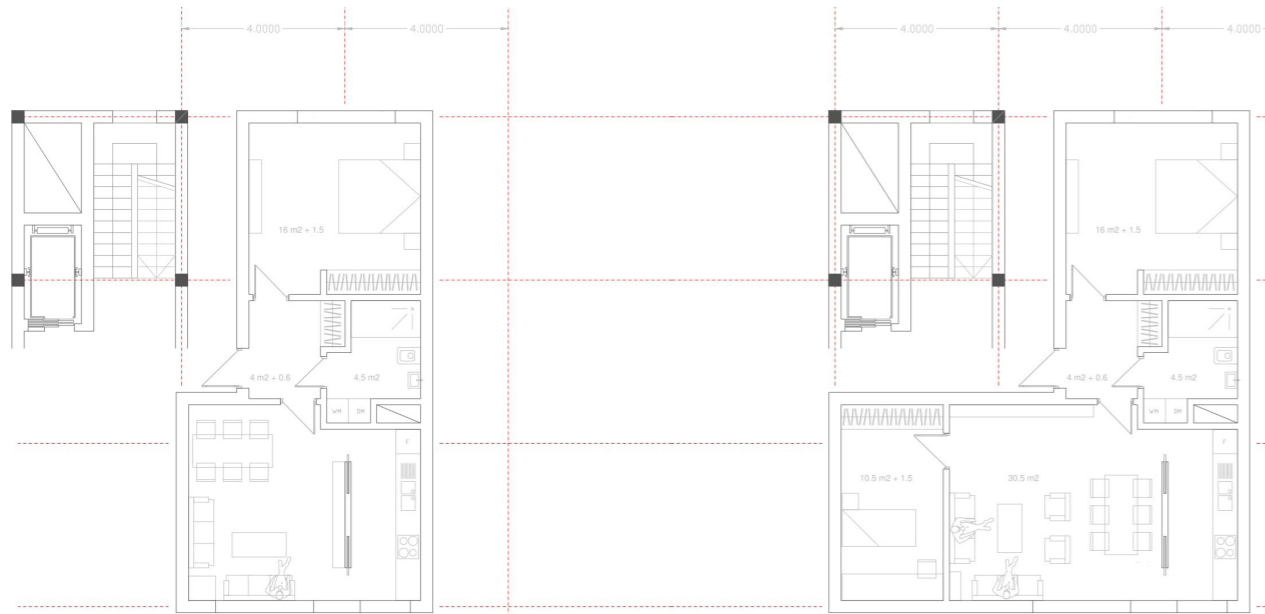 4.0000 4.0000 4.0000 4.0000 4.0000
16 m2 + 1.5 16 m2 + 1.5
4 m2 + 0.6 4.5 m2 4 m2 + 0.6 4.5 m2
WM DM WM DM
F F
10.5 m2 + 1.5 30.5 m2